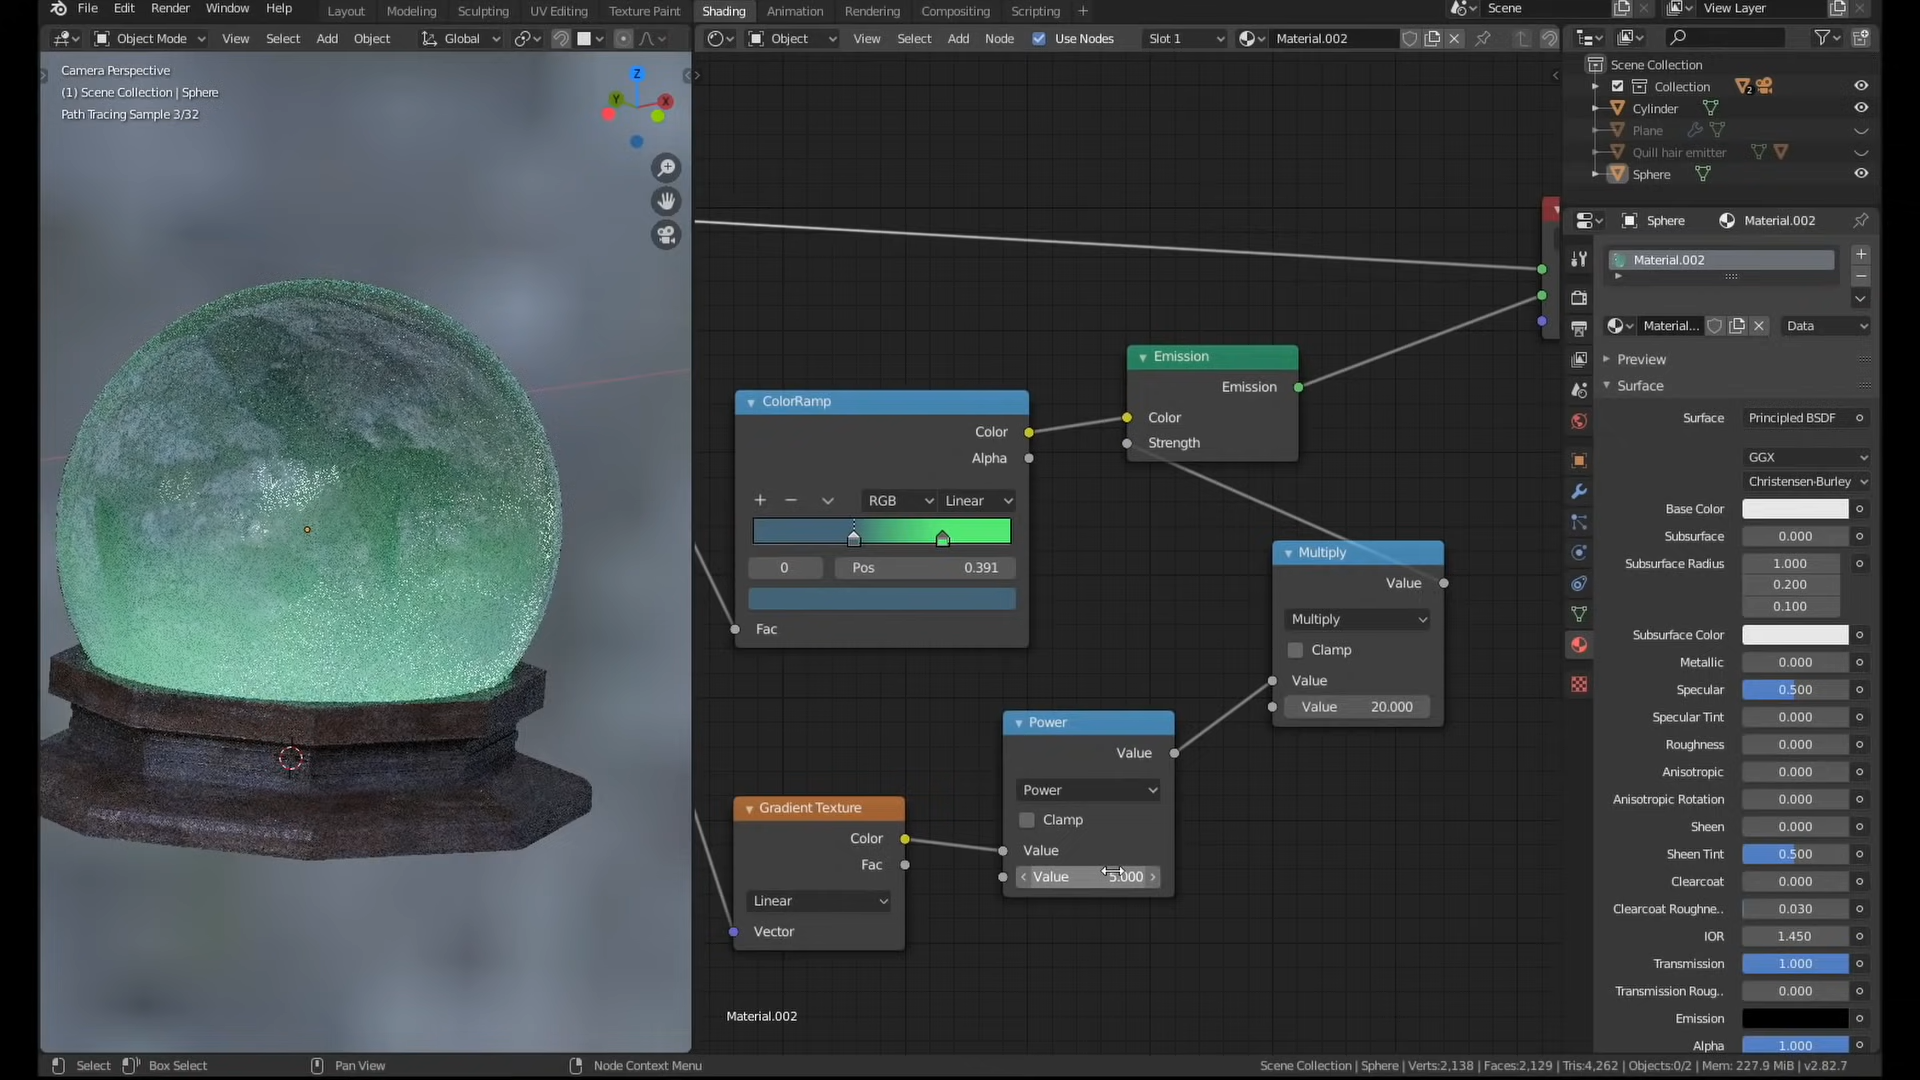 File Edit Render Window Help Layout Modeling Sculpting UV Editing Texture Paint Shading Animation Rendering Compositing Scripting + Scene View Layer
Object Mode View Select Add Object Global Object View Select Add Node Use Nodes Slot 1 Material.002
Camera Perspective
(1) Scene Collection | Sphere
Path Tracing Sample 3/32
Z
Y
X
Scene Collection
Collection 2
Cylinder
Plane
Quill hair emitter
Sphere
Emission
Emission
Color
Strength
ColorRamp
Color
Alpha
RGB Linear
0 Pos 0.391
Fac
Multiply
Value
Multiply
Clamp
Value
Value 20.000
Power
Value
Power
Clamp
Value
Value 5.000
Gradient Texture
Color
Fac
Linear
Vector
Material.002
Sphere Material.002
Material.002
Material... Data
Preview
Surface
Surface Principled BSDF
GGX
Christensen-Burley
Base Color
Subsurface 0.000
Subsurface Radius 1.000
0.200
0.100
Subsurface Color
Metallic 0.000
Specular 0.500
Specular Tint 0.000
Roughness 0.000
Anisotropic 0.000
Anisotropic Rotation 0.000
Sheen 0.000
Sheen Tint 0.500
Clearcoat 0.000
Clearcoat Roughne.. 0.030
IOR 1.450
Transmission 1.000
Transmission Roug.. 0.000
Emission
Alpha 1.000
Select Box Select Pan View Node Context Menu Scene Collection | Sphere | Verts:2,138 | Faces:2,129 | Tris:4,262 | Objects:0/2 | Mem: 227.9 MiB | v2.82.7